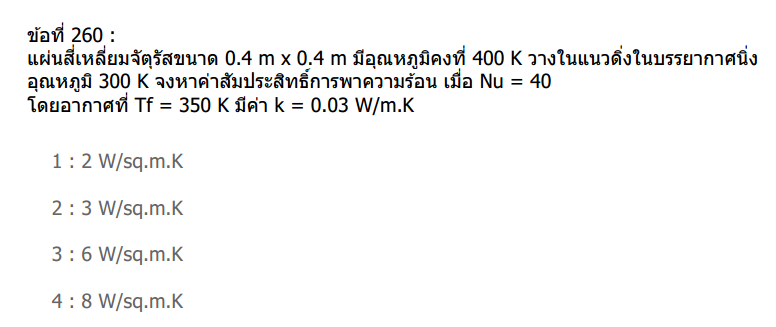 ข้อที่ 260 :
แผ่นสี่เหลี่ยมจัตุรัสขนาด 0.4 m x 0.4 m มีอุณหภูมิคงที่ 400 K วางในแนวดิ่งในบรรยากาศนิ่ง
อุณหภูมิ 300 K จงหาค่าสัมประสิทธิ์การพาความร้อน เมื่อ Nu = 40
โดยอากาศที่ Tf = 350 K มีค่า k = 0.03 W/m.K
1 : 2 W/sq.m.K
2 : 3 W/sq.m.K
3 : 6 W/sq.m.K
4 : 8 W/sq.m.K